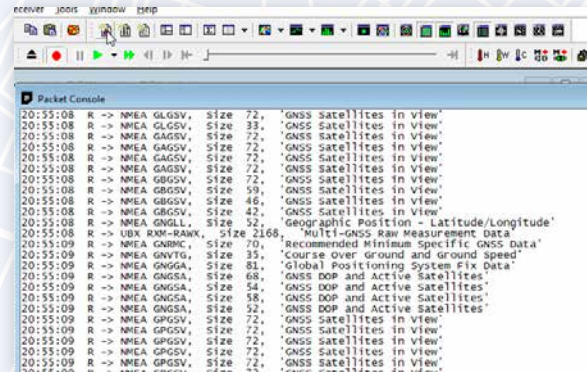 eceiver Tools Window Help
Packet Console
20:55:08 R -> NMEA GLGSV, Size 72, 'GNSS Satellites in View'
20:55:08 R -> NMEA GLGSV, Size 33, 'GNSS Satellites in View'
20:55:08 R -> NMEA GAGSV, Size 72, 'GNSS Satellites in View'
20:55:08 R -> NMEA GAGSV, Size 72, 'GNSS Satellites in View'
20:55:08 R -> NMEA GAGSV, Size 72, 'GNSS Satellites in View'
20:55:08 R -> NMEA GBGSV, Size 72, 'GNSS Satellites in View'
20:55:08 R -> NMEA GBGSV, Size 59, 'GNSS Satellites in View'
20:55:08 R -> NMEA GBGSV, Size 46, 'GNSS Satellites in View'
20:55:08 R -> NMEA GBGSV, Size 42, 'GNSS Satellites in View'
20:55:08 R -> NMEA GNGLL, Size 52, 'Geographic Position - Latitude/Longitude'
20:55:08 R -> UBX RXM-RAWX, Size 2168, 'Multi-GNSS Raw Measurement Data'
20:55:09 R -> NMEA GNRMC, Size 70, 'Recommended Minimum Specific GNSS Data'
20:55:09 R -> NMEA GNVTG, Size 35, 'Course Over Ground and Ground Speed'
20:55:09 R -> NMEA GNGGA, Size 81, 'Global Positioning System Fix Data'
20:55:09 R -> NMEA GNGSA, Size 68, 'GNSS DOP and Active Satellites'
20:55:09 R -> NMEA GNGSA, Size 54, 'GNSS DOP and Active Satellites'
20:55:09 R -> NMEA GNGSA, Size 58, 'GNSS DOP and Active Satellites'
20:55:09 R -> NMEA GNGSA, Size 52, 'GNSS DOP and Active Satellites'
20:55:09 R -> NMEA GPGSV, Size 72, 'GNSS Satellites in View'
20:55:09 R -> NMEA GPGSV, Size 72, 'GNSS Satellites in View'
20:55:09 R -> NMEA GPGSV, Size 72, 'GNSS Satellites in View'